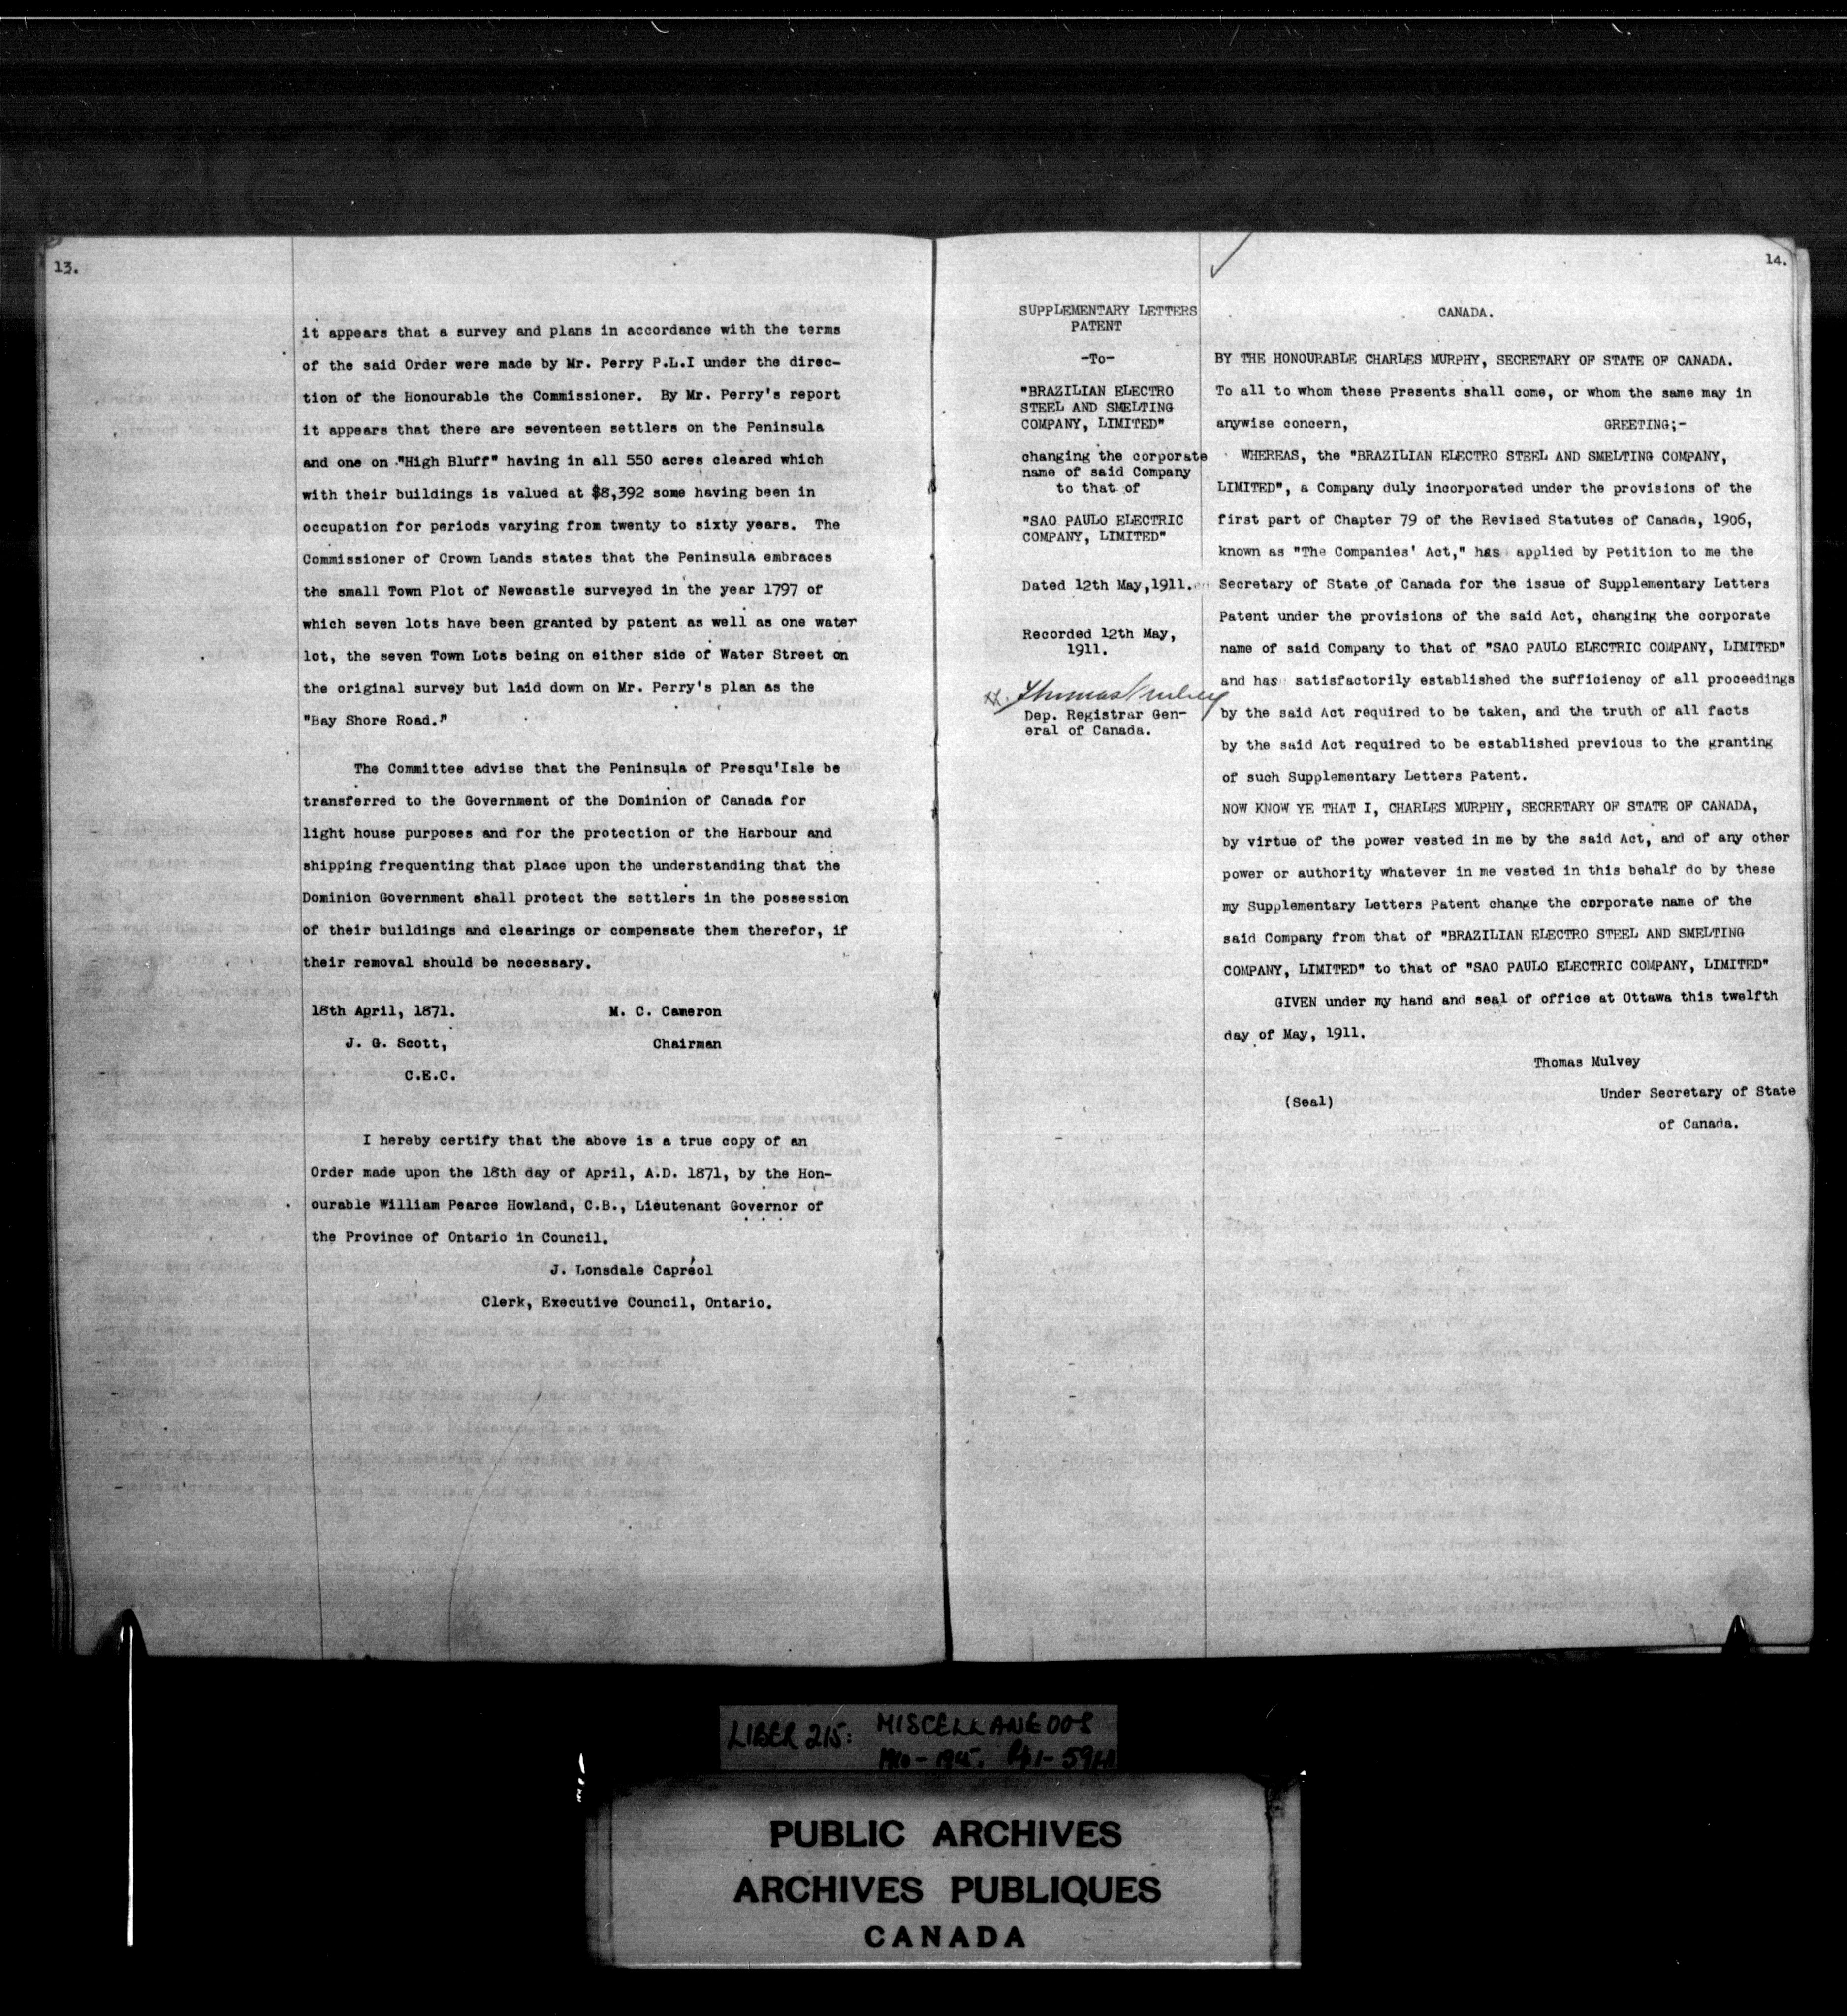 13.
it appears that a survey and plans in accordance with the terms
of the said Order were made by Mr. Perry P.L.I under the direc-
tion of the Honourable the Commissioner. By Mr. Perry's report
it appears that there are seventeen settlers on the Peninsula
and one on "High Bluff" having in all 550 acres cleared which
with their buildings is valued at $8,392 some having been in
occupation for periods varying from twenty to sixty years. The
Commissioner of Crown Lands states that the Peninsula embraces
the small Town Plot of Newcastle surveyed in the year 1797 of
which seven lots have been granted by patent as well as one water
lot, the seven Town Lots being on either side of Water Street on
the original survey but laid down on Mr. Perry's plan as the
"Bay Shore Road."
The Committee advise that the Peninsula of Presqu'Isle be
transferred to the Government of the Dominion of Canada for
light house purposes and for the protection of the Harbour and
shipping frequenting that place upon the understanding that the
Dominion Government shall protect the settlers in the possession
of their buildings and clearings or compensate them therefor, if
their removal should be necessary.
18th April, 1871. M. C. Cameron
J. G. Scott, Chairman
C.E.C.
I hereby certify that the above is a true copy of an
Order made upon the 18th day of April, A.D. 1871, by the Hon-
ourable William Pearce Howland, C.B., Lieutenant Governor of
the Province of Ontario in Council.
J. Lonsdale Capréol
Clerk, Executive Council, Ontario.
14.
SUPPLEMENTARY LETTERS
PATENT
-To-
"BRAZILIAN ELECTRO
STEEL AND SMELTING
COMPANY, LIMITED"
changing the corporate
name of said Company
to that of
"SAO PAULO ELECTRIC
COMPANY, LIMITED"
Dated 12th May,1911.
Recorded 12th May,
1911.
Thomas Mulvey
Dep. Registrar Gen-
eral of Canada.
CANADA.
BY THE HONOURABLE CHARLES MURPHY, SECRETARY OF STATE OF CANADA.
To all to whom these Presents shall come, or whom the same may in
anywise concern, GREETING;-
WHEREAS, the "BRAZILIAN ELECTRO STEEL AND SMELTING COMPANY,
LIMITED", a Company duly incorporated under the provisions of the
first part of Chapter 79 of the Revised Statutes of Canada, 1906,
known as "The Companies' Act," has applied by Petition to me the
Secretary of State of Canada for the issue of Supplementary Letters
Patent under the provisions of the said Act, changing the corporate
name of said Company to that of "SAO PAULO ELECTRIC COMPANY, LIMITED"
and has satisfactorily established the sufficiency of all proceedings
by the said Act required to be taken, and the truth of all facts
by the said Act required to be established previous to the granting
of such Supplementary Letters Patent.
NOW KNOW YE THAT I, CHARLES MURPHY, SECRETARY OF STATE OF CANADA,
by virtue of the power vested in me by the said Act, and of any other
power or authority whatever in me vested in this behalf do by these
my Supplementary Letters Patent change the corporate name of the
said Company from that of "BRAZILIAN ELECTRO STEEL AND SMELTING
COMPANY, LIMITED" to that of "SAO PAULO ELECTRIC COMPANY, LIMITED"
GIVEN under my hand and seal of office at Ottawa this twelfth
day of May, 1911.
Thomas Mulvey
(Seal) Under Secretary of State
of Canada.
LIBER 215: MISCELLANEOUS
PUBLIC ARCHIVES
ARCHIVES PUBLIQUES
CANADA